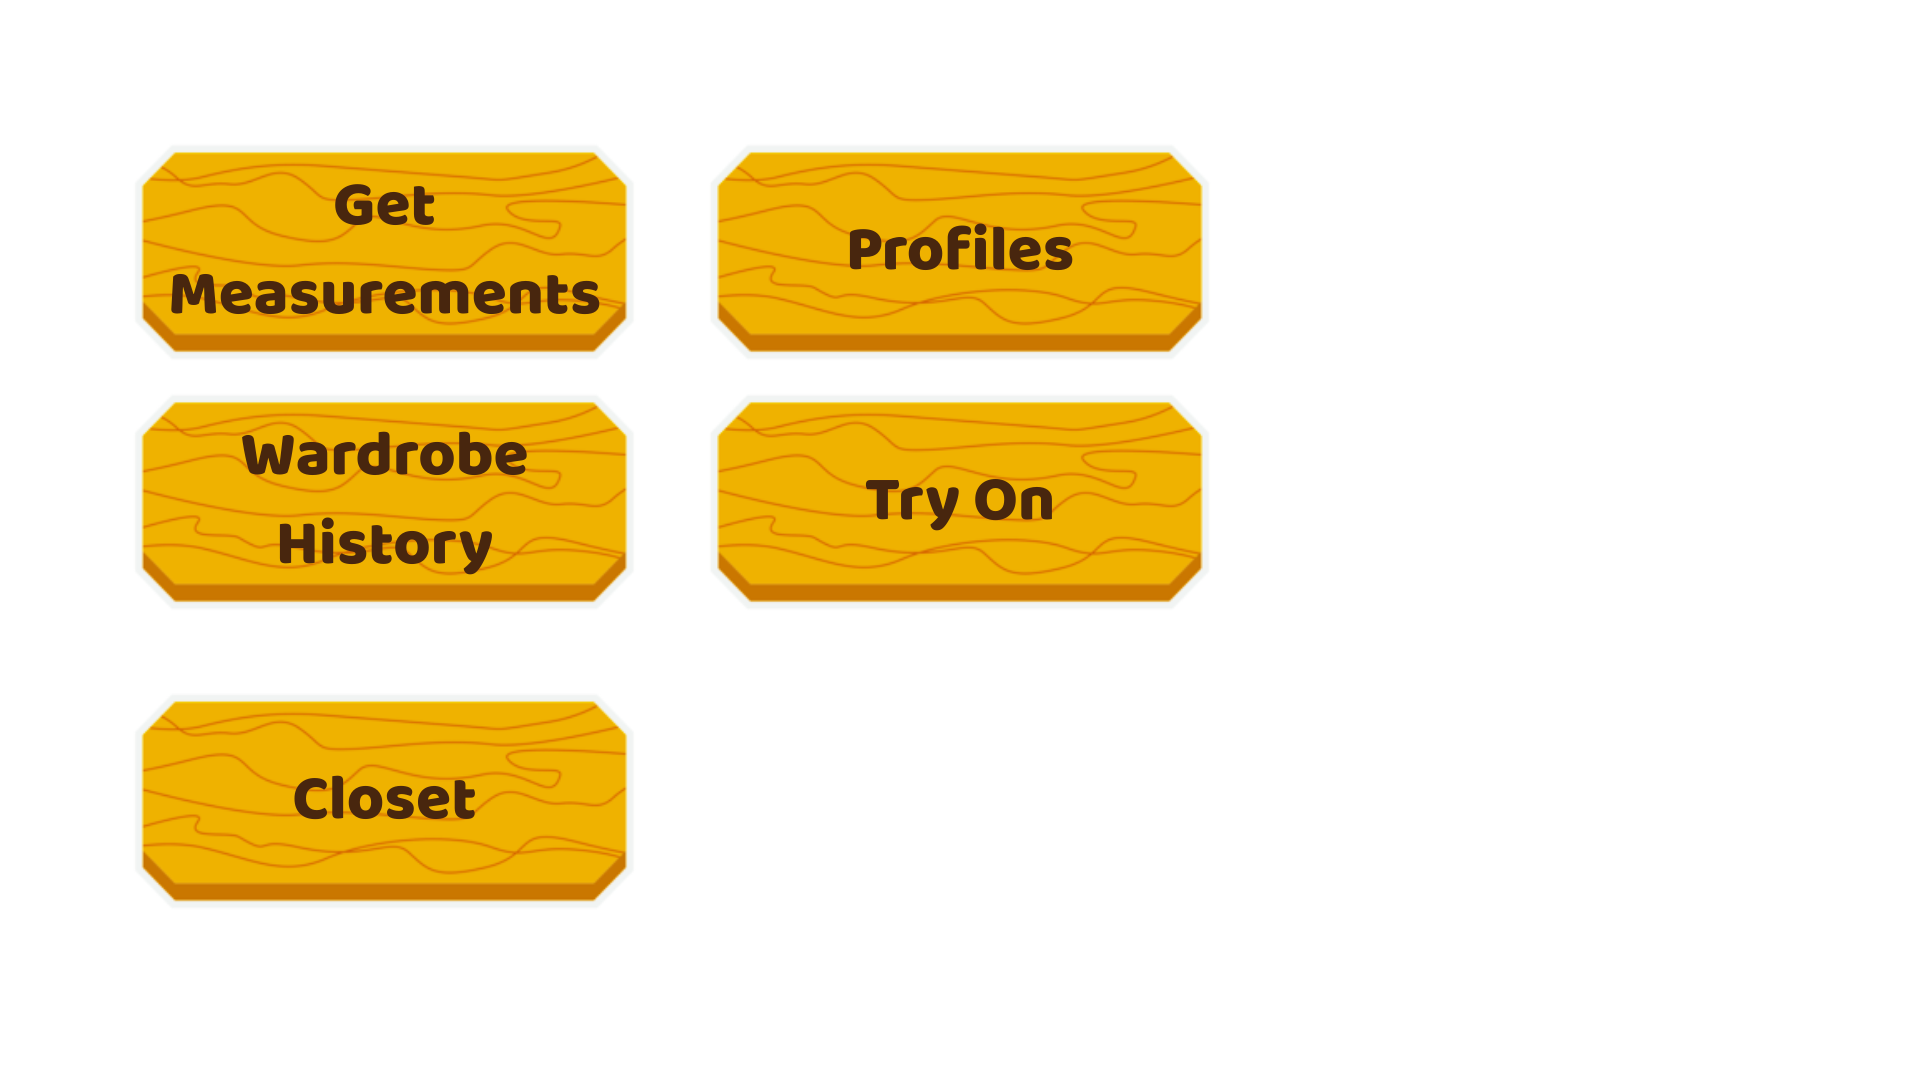 Get
Measurements
Profiles
Wardrobe
History
Try On
Closet